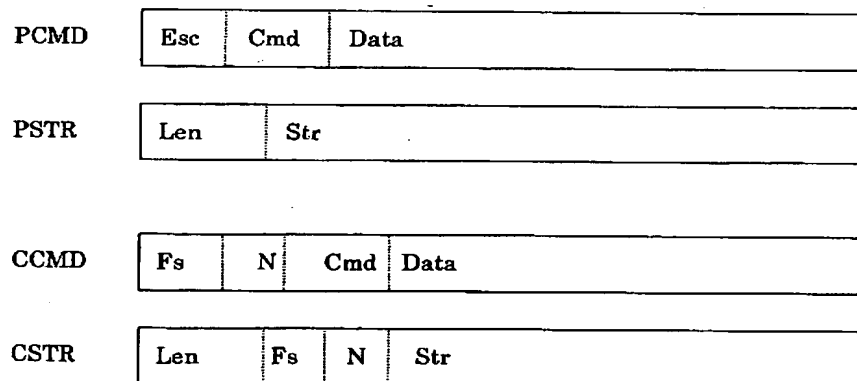 PCMD Esc Cmd Data
PSTR Len Str
CCMD Fs N Cmd Data
CSTR Len Fs N Str